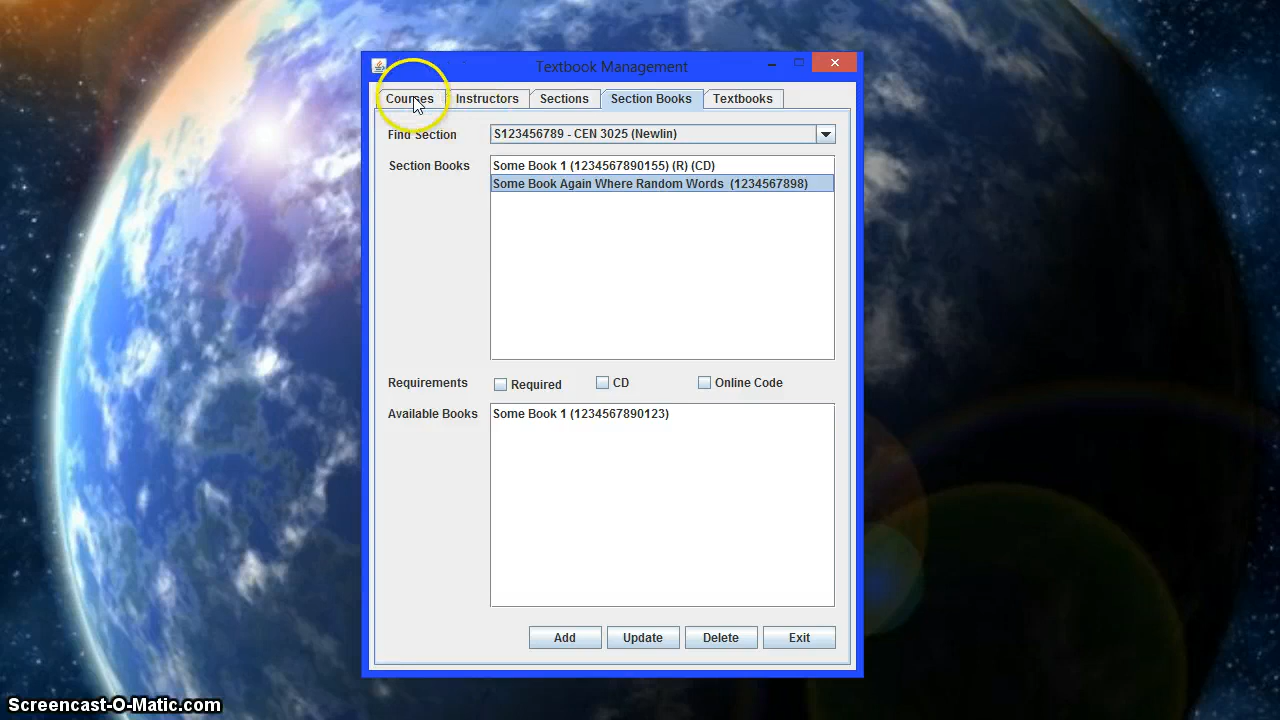 Textbook Management
Courses Instructors Sections Section Books Textbooks
Find Section S123456789 - CEN 3025 (Newlin)
Section Books Some Book 1 (1234567890155) (R) (CD)
Some Book Again Where Random Words (1234567898)
Requirements Required CD Online Code
Available Books Some Book 1 (1234567890123)
Add Update Delete Exit
Screencast-O-Matic.com